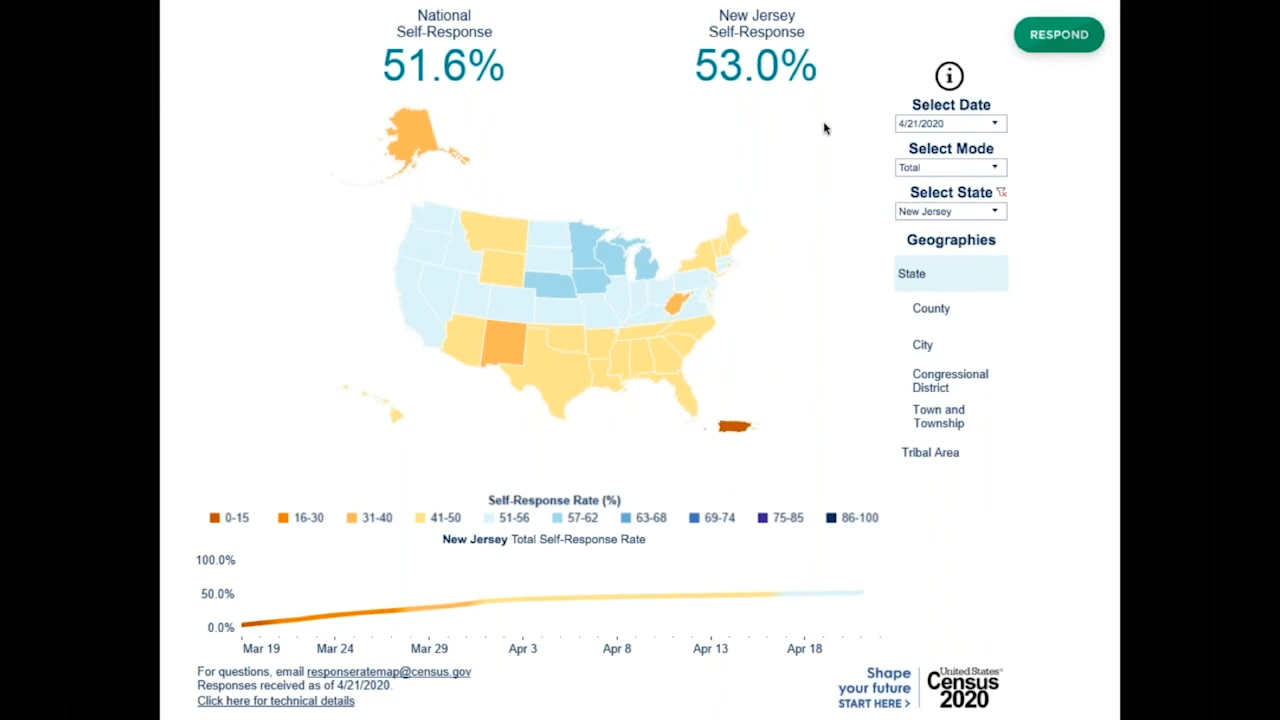 National
Self-Response
51.6%
New Jersey
Self-Response
53.0%
RESPOND
Select Date
4/21/2020
Select Mode
Total
Select State
New Jersey
Geographies
State
County
City
Congressional
District
Town and
Township
Tribal Area
Self-Response Rate (%)
0-15 16-30 31-40 41-50 51-56 57-62 63-68 69-74 75-85 86-100
New Jersey Total Self-Response Rate
100.0%
50.0%
0.0%
Mar 19 Mar 24 Mar 29 Apr 3 Apr 8 Apr 13 Apr 18
For questions, email responseratemap@census.gov
Responses received as of 4/21/2020.
Click here for technical details
Shape
your future
START HERE >
United States®
Census
2020